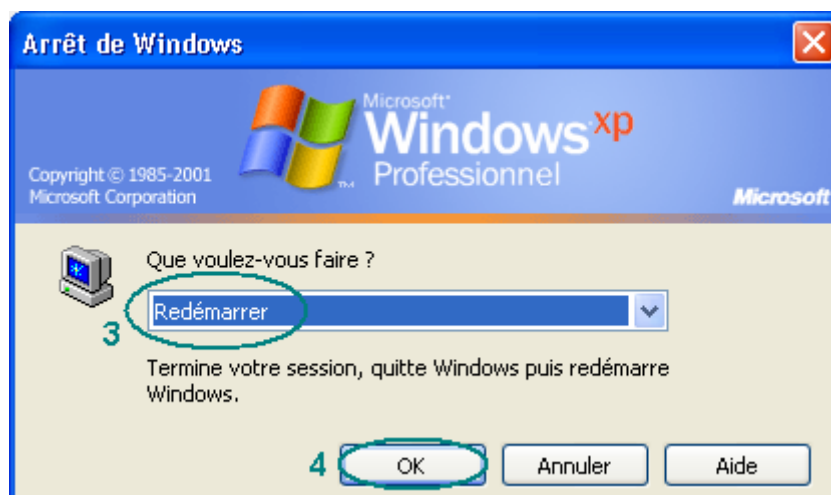 Arrêt de Windows
Microsoft
Windows xp
Professionnel
Copyright © 1985-2001
Microsoft Corporation
Microsoft
Que voulez-vous faire ?
3 Redémarrer
Termine votre session, quitte Windows puis redémarre
Windows.
4 OK Annuler Aide